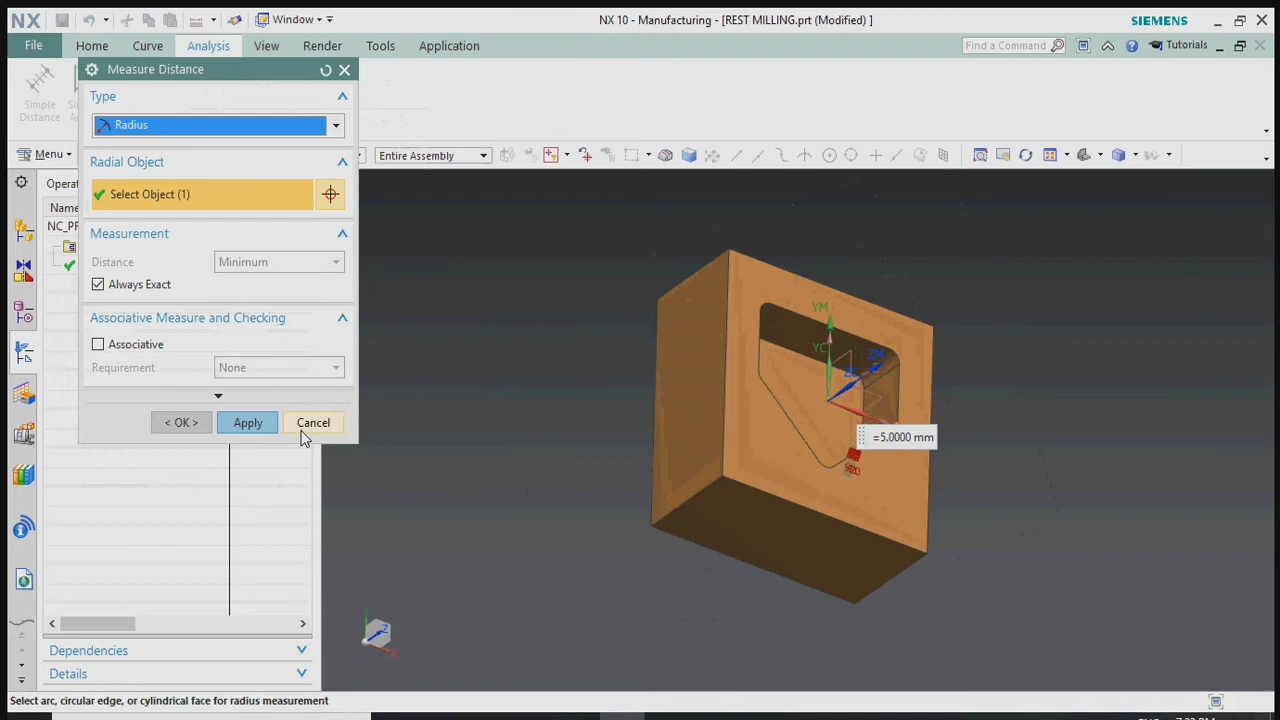 NX Window NX 10 - Manufacturing - [REST MILLING.prt (Modified) ] SIEMENS
File Home Curve Analysis View Render Tools Application Find a Command Tutorials
Measure Distance
Type
Simple
Distance
Radius
Menu Entire Assembly
Radial Object
Select Object (1)
Measurement
Distance Minimum
Always Exact
Associative Measure and Checking
Associative
Requirement None
< OK > Apply Cancel
Name
YM
YC
ZM
=5.0000 mm
Y
Z
X
Dependencies
Details
Select arc, circular edge, or cylindrical face for radius measurement